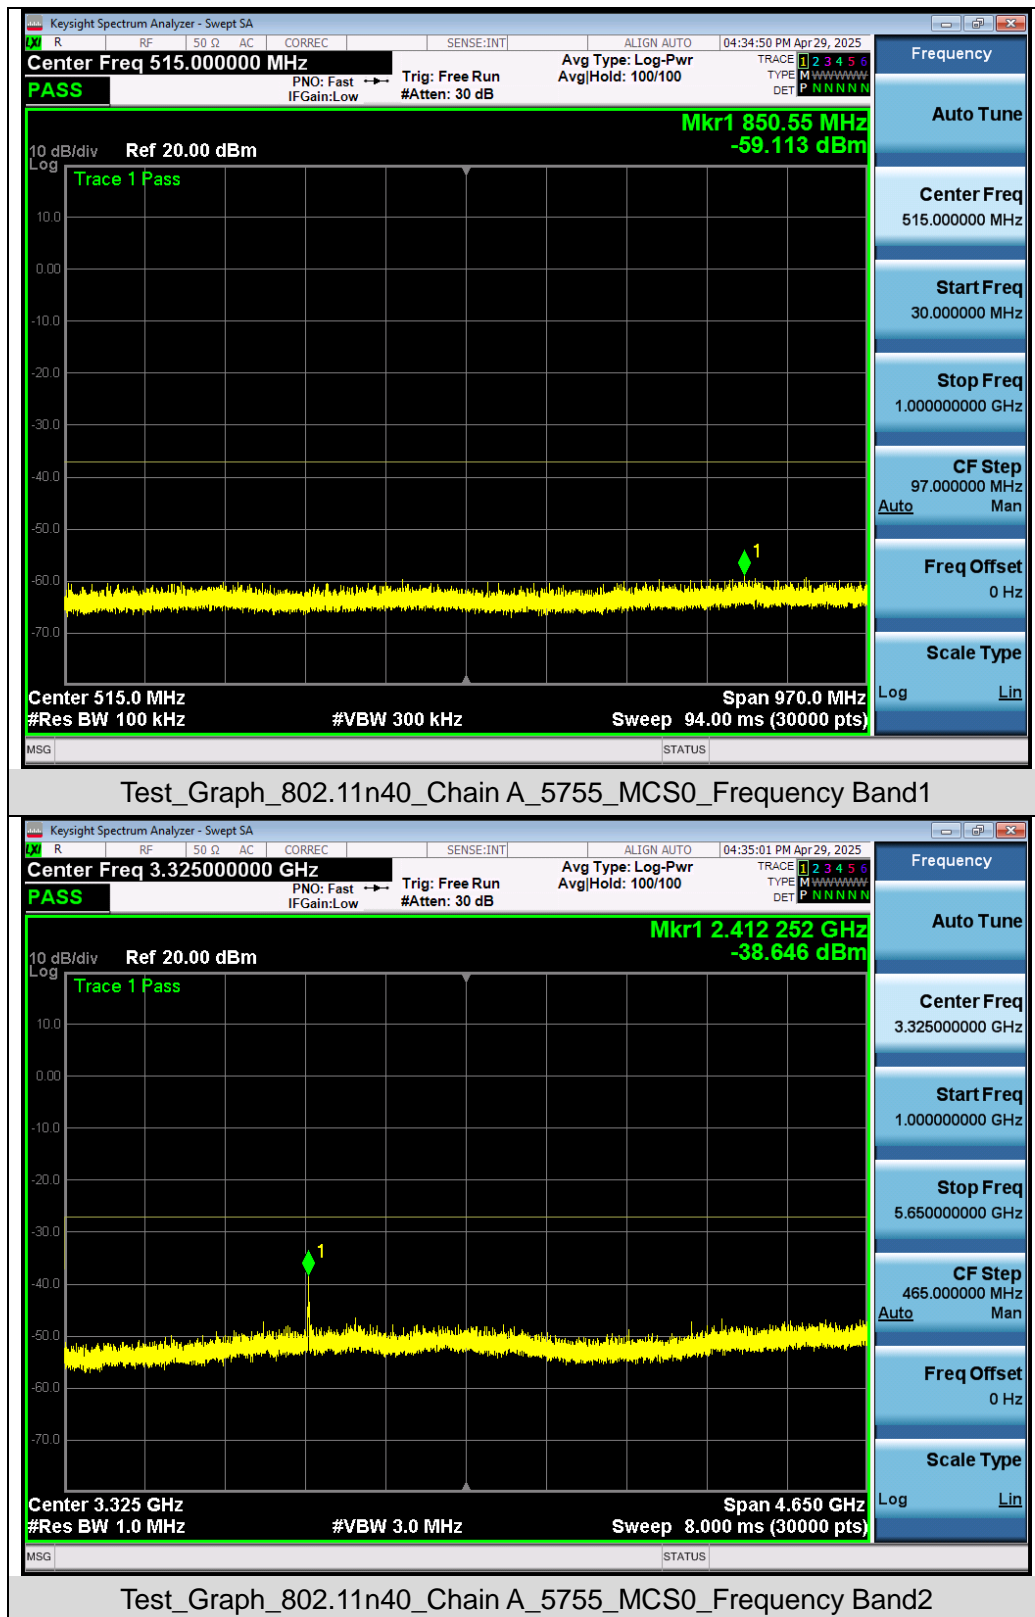 Keysight Spectrum Analyzer - Swept SA
LXI R RF 50 Ω AC CORREC SENSE:INT ALIGN AUTO 04:34:50 PM Apr 29, 2025
Center Freq 515.000000 MHz
PASS
PNO: Fast
IFGain:Low
Trig: Free Run
#Atten: 30 dB
Avg Type: Log-Pwr
Avg|Hold: 100/100
TRACE 1 2 3 4 5 6
TYPE M WWWWW
DET P N N N N N
Mkr1 850.55 MHz
-59.113 dBm
10 dB/div Ref 20.00 dBm
Log
Trace 1 Pass
10.0
0.00
-10.0
-20.0
-30.0
-40.0
-50.0
-60.0
-70.0
1
Center 515.0 MHz Span 970.0 MHz
#Res BW 100 kHz #VBW 300 kHz Sweep 94.00 ms (30000 pts)
MSG STATUS
Frequency
Auto Tune
Center Freq
515.000000 MHz
Start Freq
30.000000 MHz
Stop Freq
1.000000000 GHz
CF Step
97.000000 MHz
Auto Man
Freq Offset
0 Hz
Scale Type
Log Lin
Test_Graph_802.11n40_Chain A_5755_MCS0_Frequency Band1
Keysight Spectrum Analyzer - Swept SA
LXI R RF 50 Ω AC CORREC SENSE:INT ALIGN AUTO 04:35:01 PM Apr 29, 2025
Center Freq 3.325000000 GHz
PASS
PNO: Fast
IFGain:Low
Trig: Free Run
#Atten: 30 dB
Avg Type: Log-Pwr
Avg|Hold: 100/100
TRACE 1 2 3 4 5 6
TYPE M WWWWW
DET P N N N N N
Mkr1 2.412 252 GHz
-38.646 dBm
10 dB/div Ref 20.00 dBm
Log
Trace 1 Pass
10.0
0.00
-10.0
-20.0
-30.0
-40.0
-50.0
-60.0
-70.0
1
Center 3.325 GHz Span 4.650 GHz
#Res BW 1.0 MHz #VBW 3.0 MHz Sweep 8.000 ms (30000 pts)
MSG STATUS
Frequency
Auto Tune
Center Freq
3.325000000 GHz
Start Freq
1.000000000 GHz
Stop Freq
5.650000000 GHz
CF Step
465.000000 MHz
Auto Man
Freq Offset
0 Hz
Scale Type
Log Lin
Test_Graph_802.11n40_Chain A_5755_MCS0_Frequency Band2